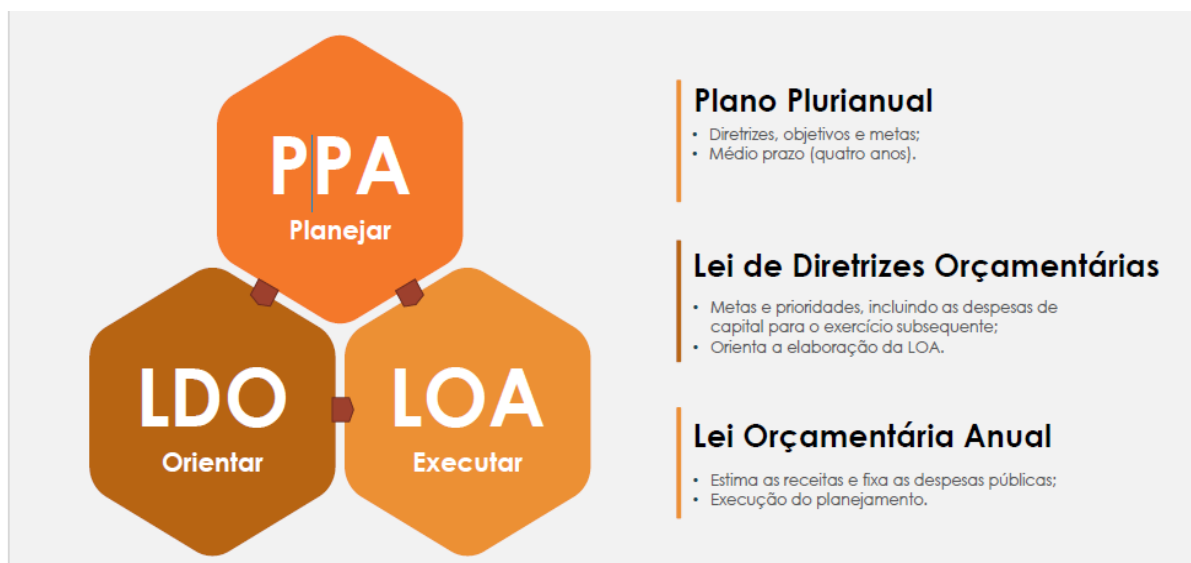 PPA
Planejar
LDO
Orientar
LOA
Executar
Plano Plurianual
• Diretrizes, objetivos e metas;
• Médio prazo (quatro anos).
Lei de Diretrizes Orçamentárias
• Metas e prioridades, incluindo as despesas de
capital para o exercício subsequente;
• Orienta a elaboração da LOA.
Lei Orçamentária Anual
• Estima as receitas e fixa as despesas públicas;
• Execução do planejamento.